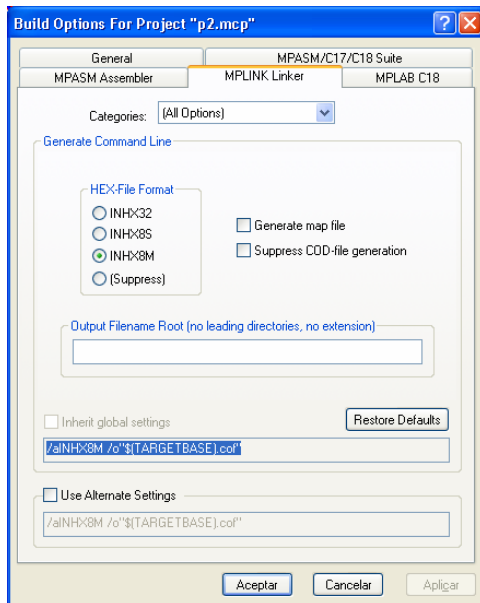 Build Options For Project "p2.mcp"
General
MPASM/C17/C18 Suite
MPASM Assembler
MPLINK Linker
MPLAB C18
Categories:
(All Options)
Generate Command Line
HEX-File Format
INHX32
INHX8S
INHX8M
(Suppress)
Generate map file
Suppress COD-file generation
Output Filename Root (no leading directories, no extension)
Inherit global settings
Restore Defaults
/aINHX8M /o"$(TARGETBASE).cof"
Use Alternate Settings
/aINHX8M /o"$(TARGETBASE).cof"
Aceptar
Cancelar
Aplicar